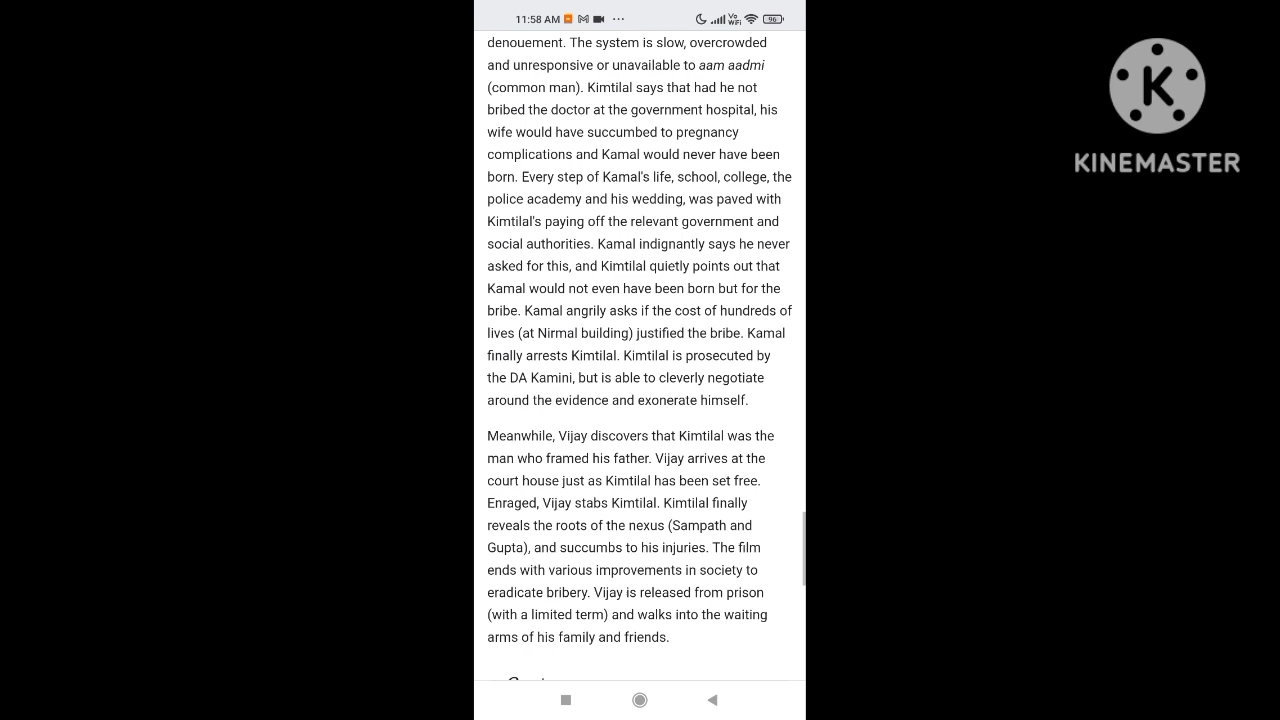 11:58 AM
Vo WiFi 96
denouement. The system is slow, overcrowded
and unresponsive or unavailable to aam aadmi
(common man). Kimtilal says that had he not
bribed the doctor at the government hospital, his
wife would have succumbed to pregnancy
complications and Kamal would never have been
born. Every step of Kamal's life, school, college, the
police academy and his wedding, was paved with
Kimtilal's paying off the relevant government and
social authorities. Kamal indignantly says he never
asked for this, and Kimtilal quietly points out that
Kamal would not even have been born but for the
bribe. Kamal angrily asks if the cost of hundreds of
lives (at Nirmal building) justified the bribe. Kamal
finally arrests Kimtilal. Kimtilal is prosecuted by
the DA Kamini, but is able to cleverly negotiate
around the evidence and exonerate himself.
Meanwhile, Vijay discovers that Kimtilal was the
man who framed his father. Vijay arrives at the
court house just as Kimtilal has been set free.
Enraged, Vijay stabs Kimtilal. Kimtilal finally
reveals the roots of the nexus (Sampath and
Gupta), and succumbs to his injuries. The film
ends with various improvements in society to
eradicate bribery. Vijay is released from prison
(with a limited term) and walks into the waiting
arms of his family and friends.
K
KINEMASTER